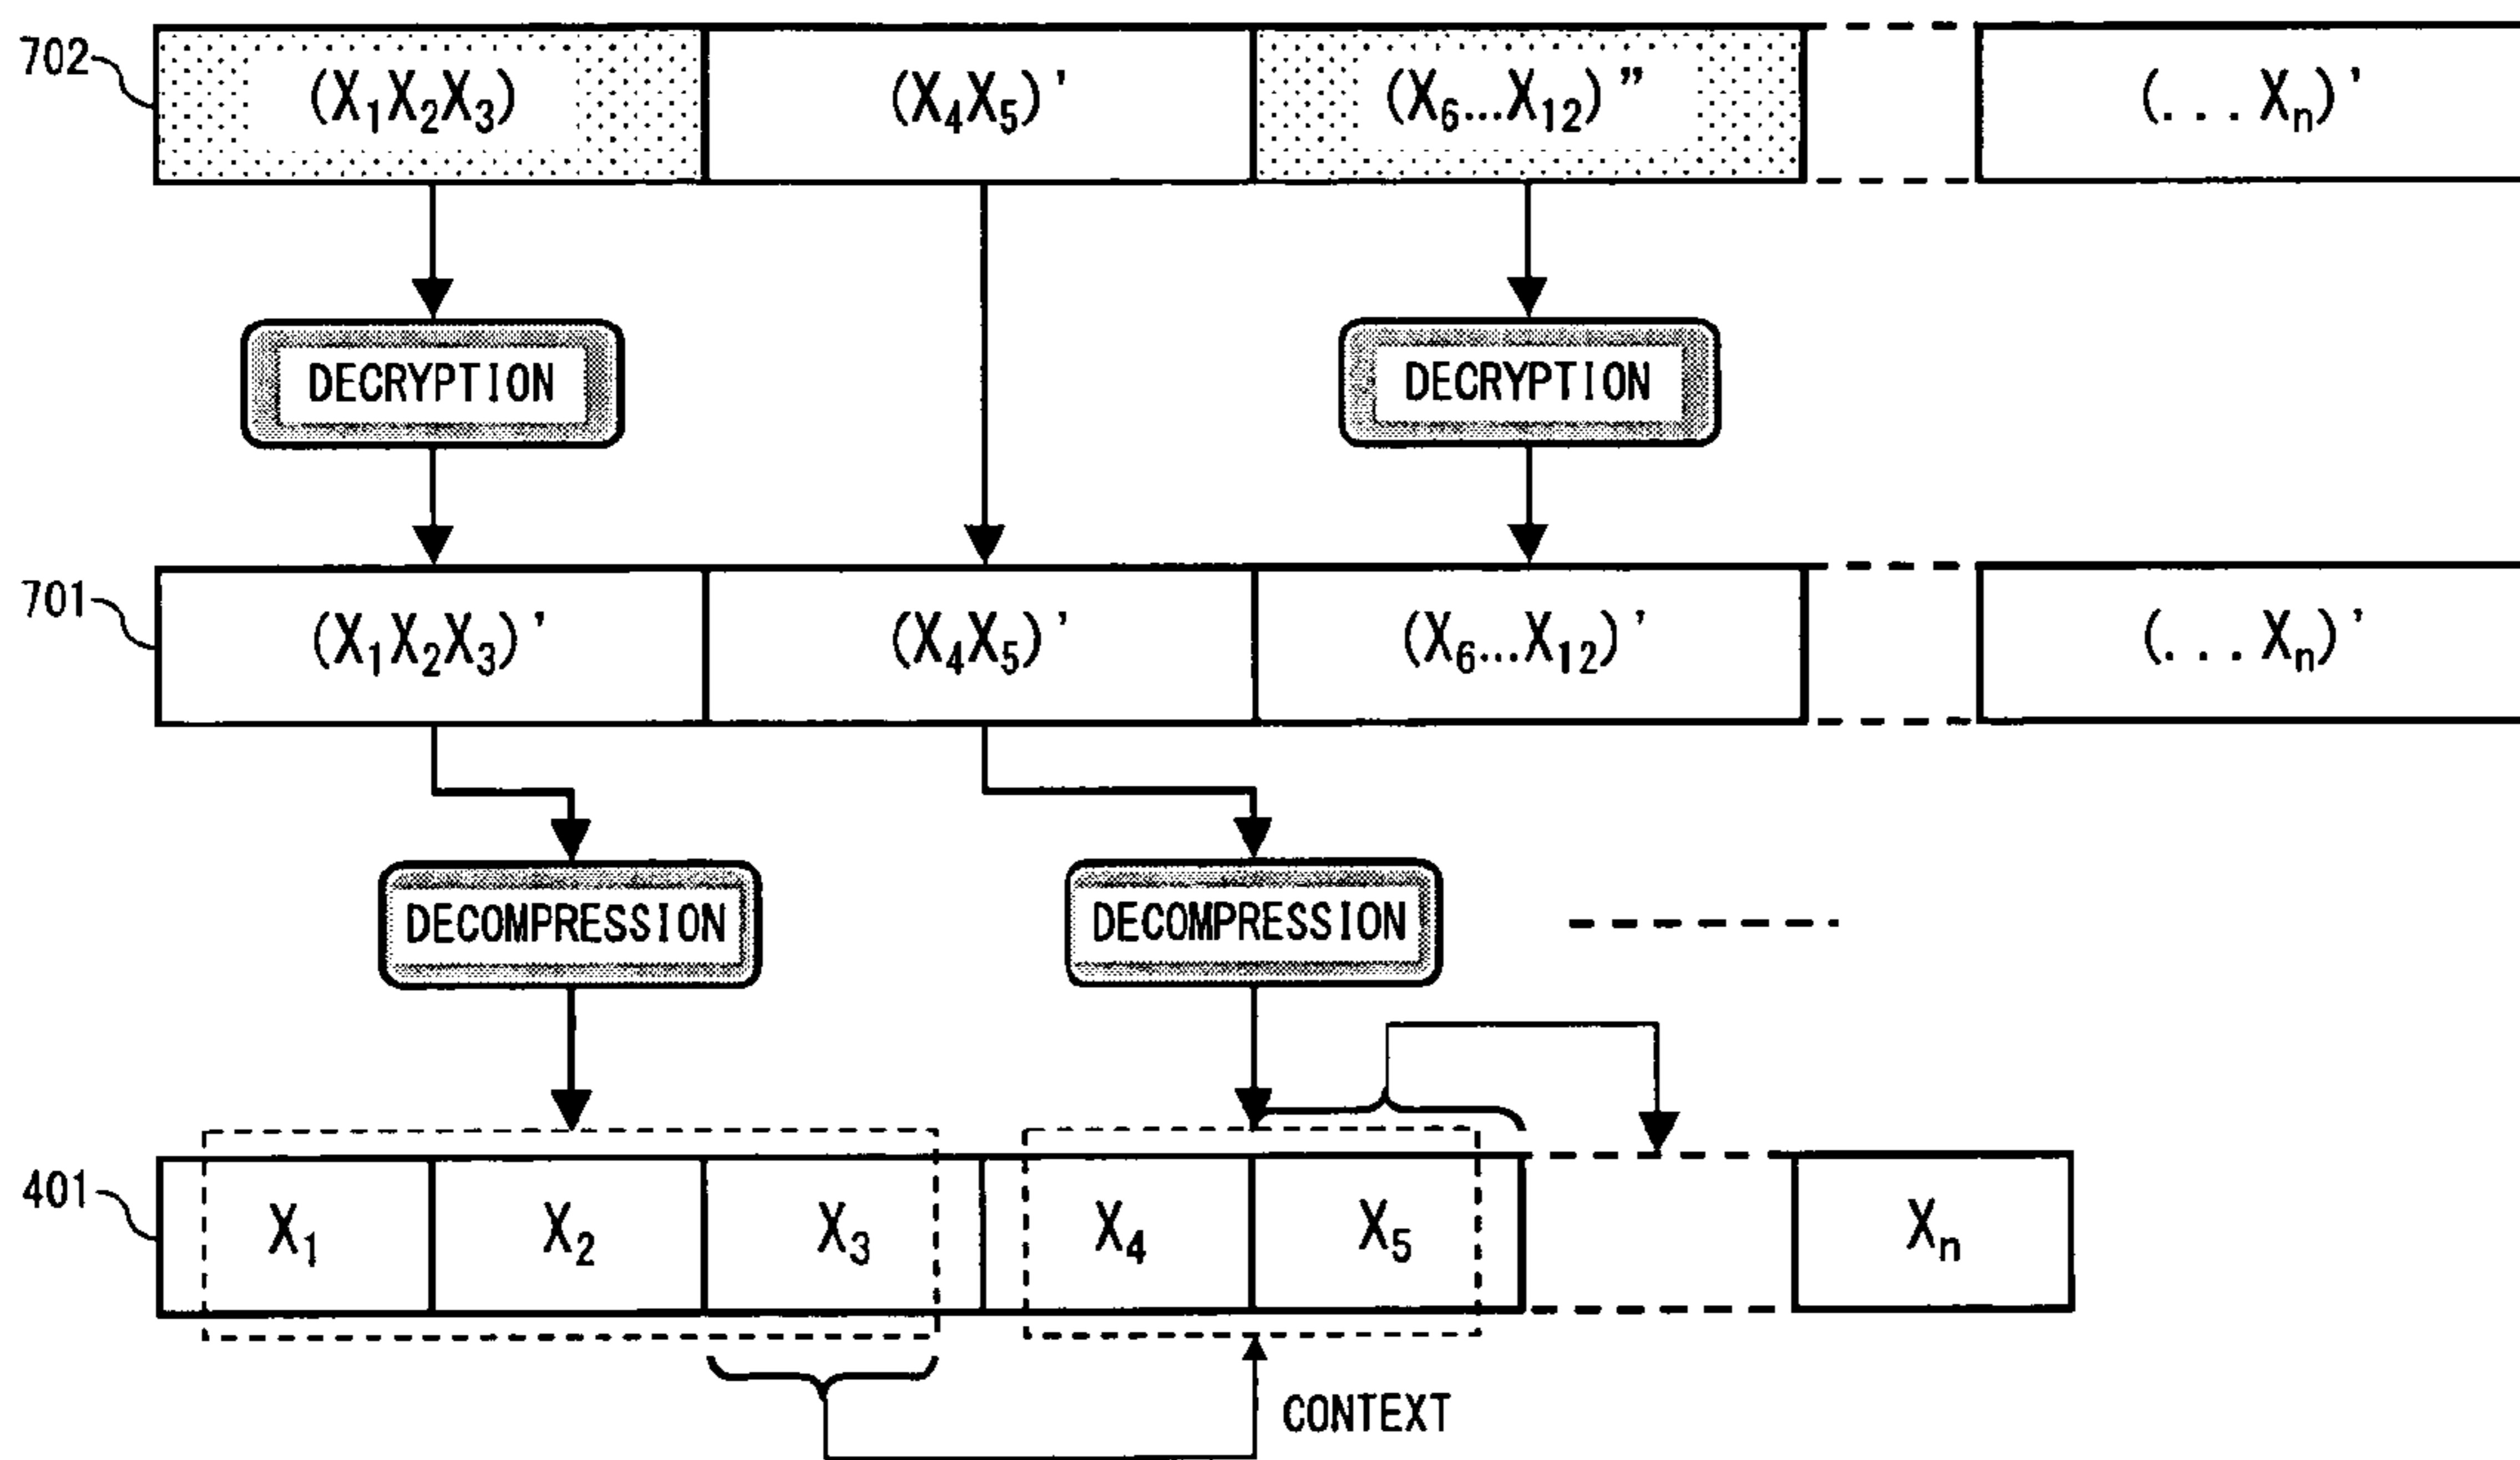 702 (X₁X₂X₃) (X₄X₅)' (X₆...X₁₂)" (...Xₙ)'
DECRYPTION DECRYPTION
701 (X₁X₂X₃)' (X₄X₅)' (X₆...X₁₂)' (...Xₙ)'
DECOMPRESSION DECOMPRESSION
401 X₁ X₂ X₃ X₄ X₅ Xₙ
CONTEXT